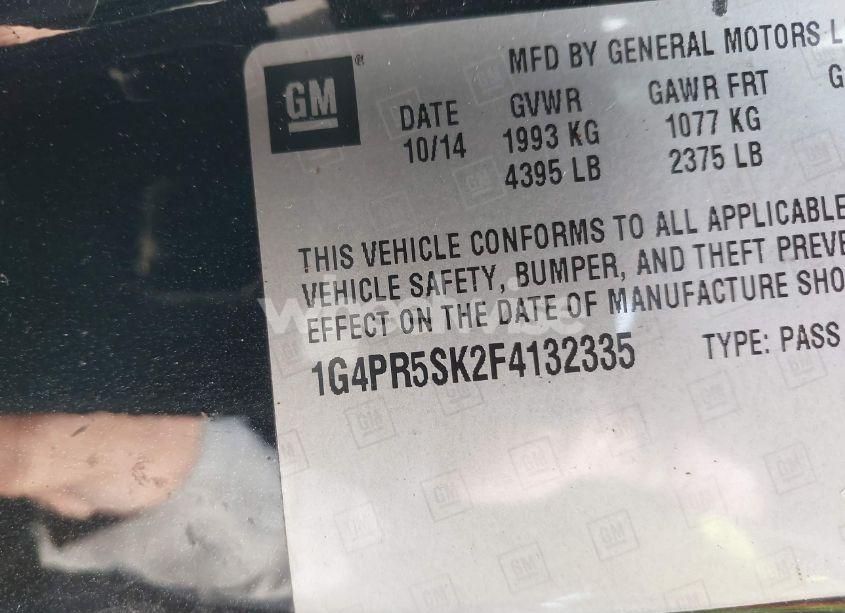 GM®
MFD BY GENERAL MOTORS L
DATE GVWR GAWR FRT G
10/14 1993 KG 1077 KG
4395 LB 2375 LB
THIS VEHICLE CONFORMS TO ALL APPLICABLE
VEHICLE SAFETY, BUMPER, AND THEFT PREVE
EFFECT ON THE DATE OF MANUFACTURE SHO
1G4PR5SK2F4132335 TYPE: PASS
wheelwise